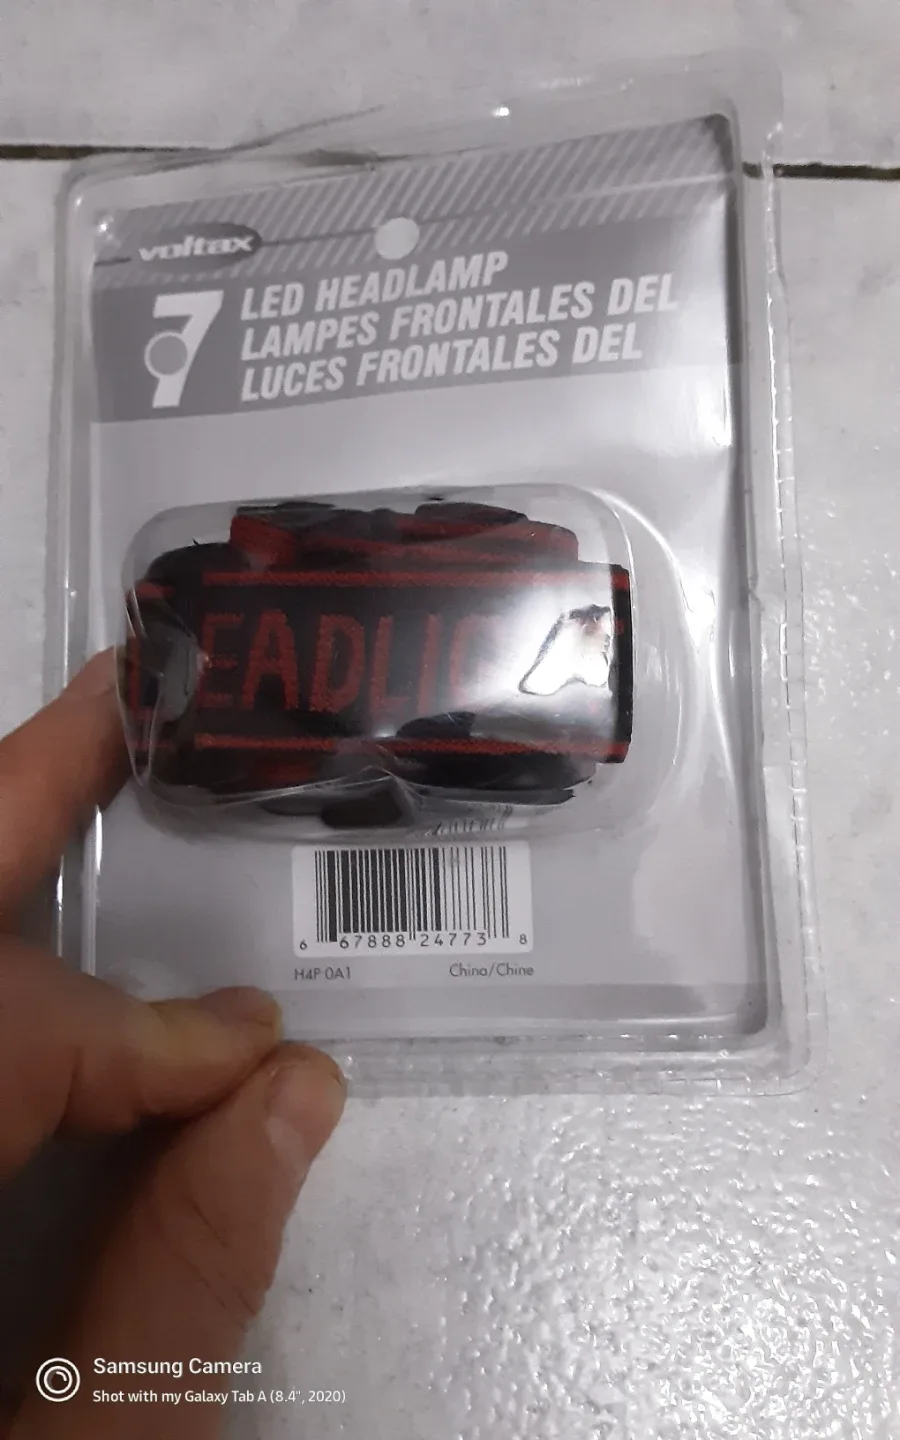 voltax
7 LED HEADLAMP
LAMPES FRONTALES DEL
LUCES FRONTALES DEL
EADLIG
6 67888 24773 8
H4P 0A1 China/Chine
Samsung Camera
Shot with my Galaxy Tab A (8.4", 2020)